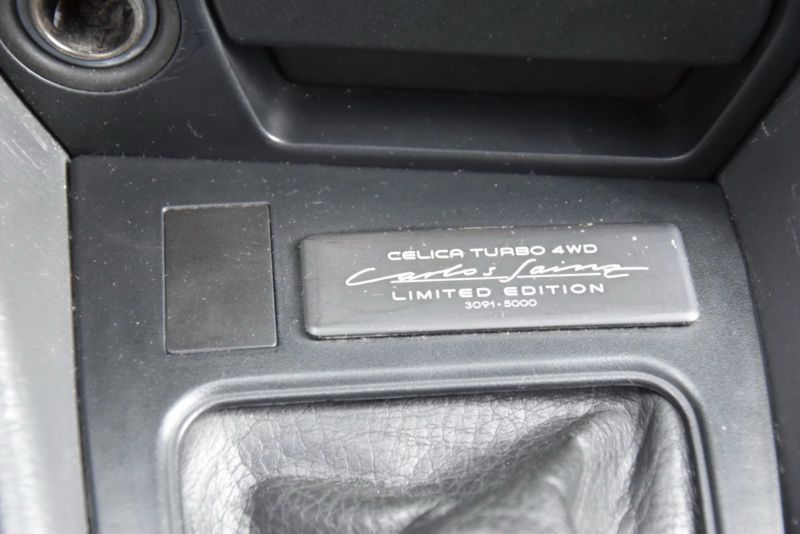 CELICA TURBO 4WD
Carlos Sainz
LIMITED EDITION
3091·5000